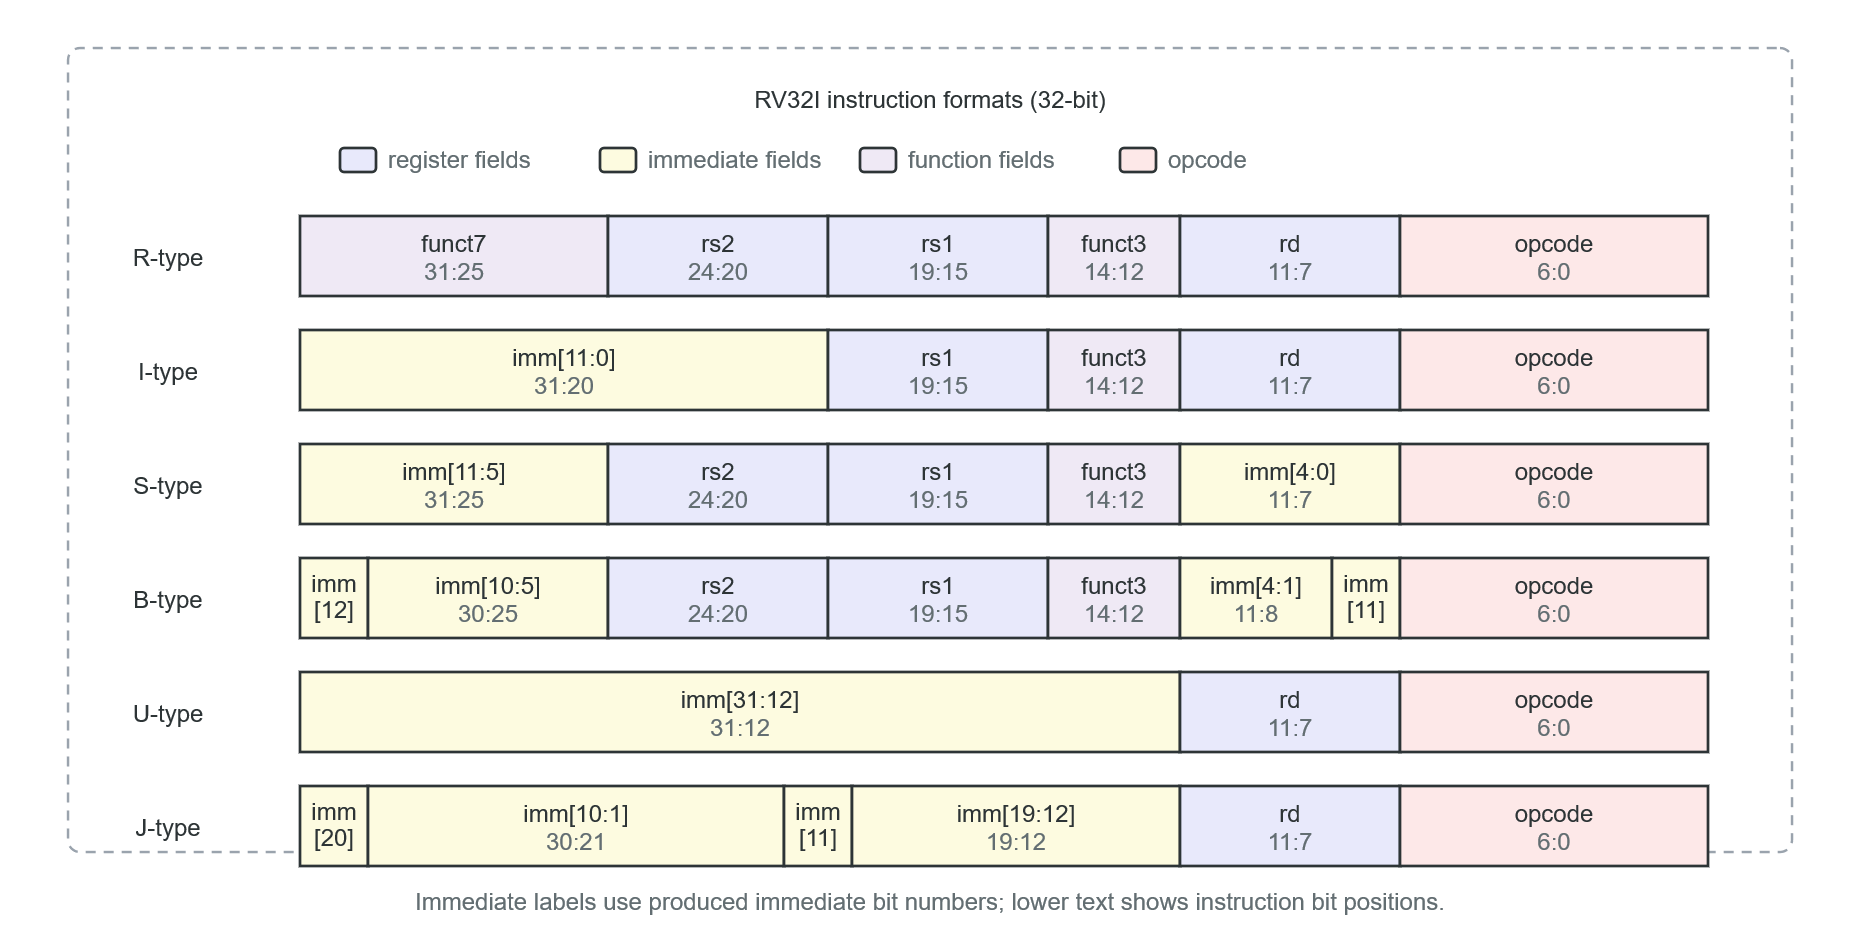 RV32I instruction formats (32-bit)
register fields immediate fields function fields opcode
R-type
funct7 rs2 rs1 funct3 rd opcode
31:25 24:20 19:15 14:12 11:7 6:0
I-type
imm[11:0] rs1 funct3 rd opcode
31:20 19:15 14:12 11:7 6:0
S-type
imm[11:5] rs2 rs1 funct3 imm[4:0] opcode
31:25 24:20 19:15 14:12 11:7 6:0
B-type
imm [12] imm[10:5] rs2 rs1 funct3 imm[4:1] imm [11] opcode
30:25 24:20 19:15 14:12 11:8 6:0
U-type
imm[31:12] rd opcode
31:12 11:7 6:0
J-type
imm [20] imm[10:1] imm [11] imm[19:12] rd opcode
30:21 19:12 11:7 6:0
Immediate labels use produced immediate bit numbers; lower text shows instruction bit positions.